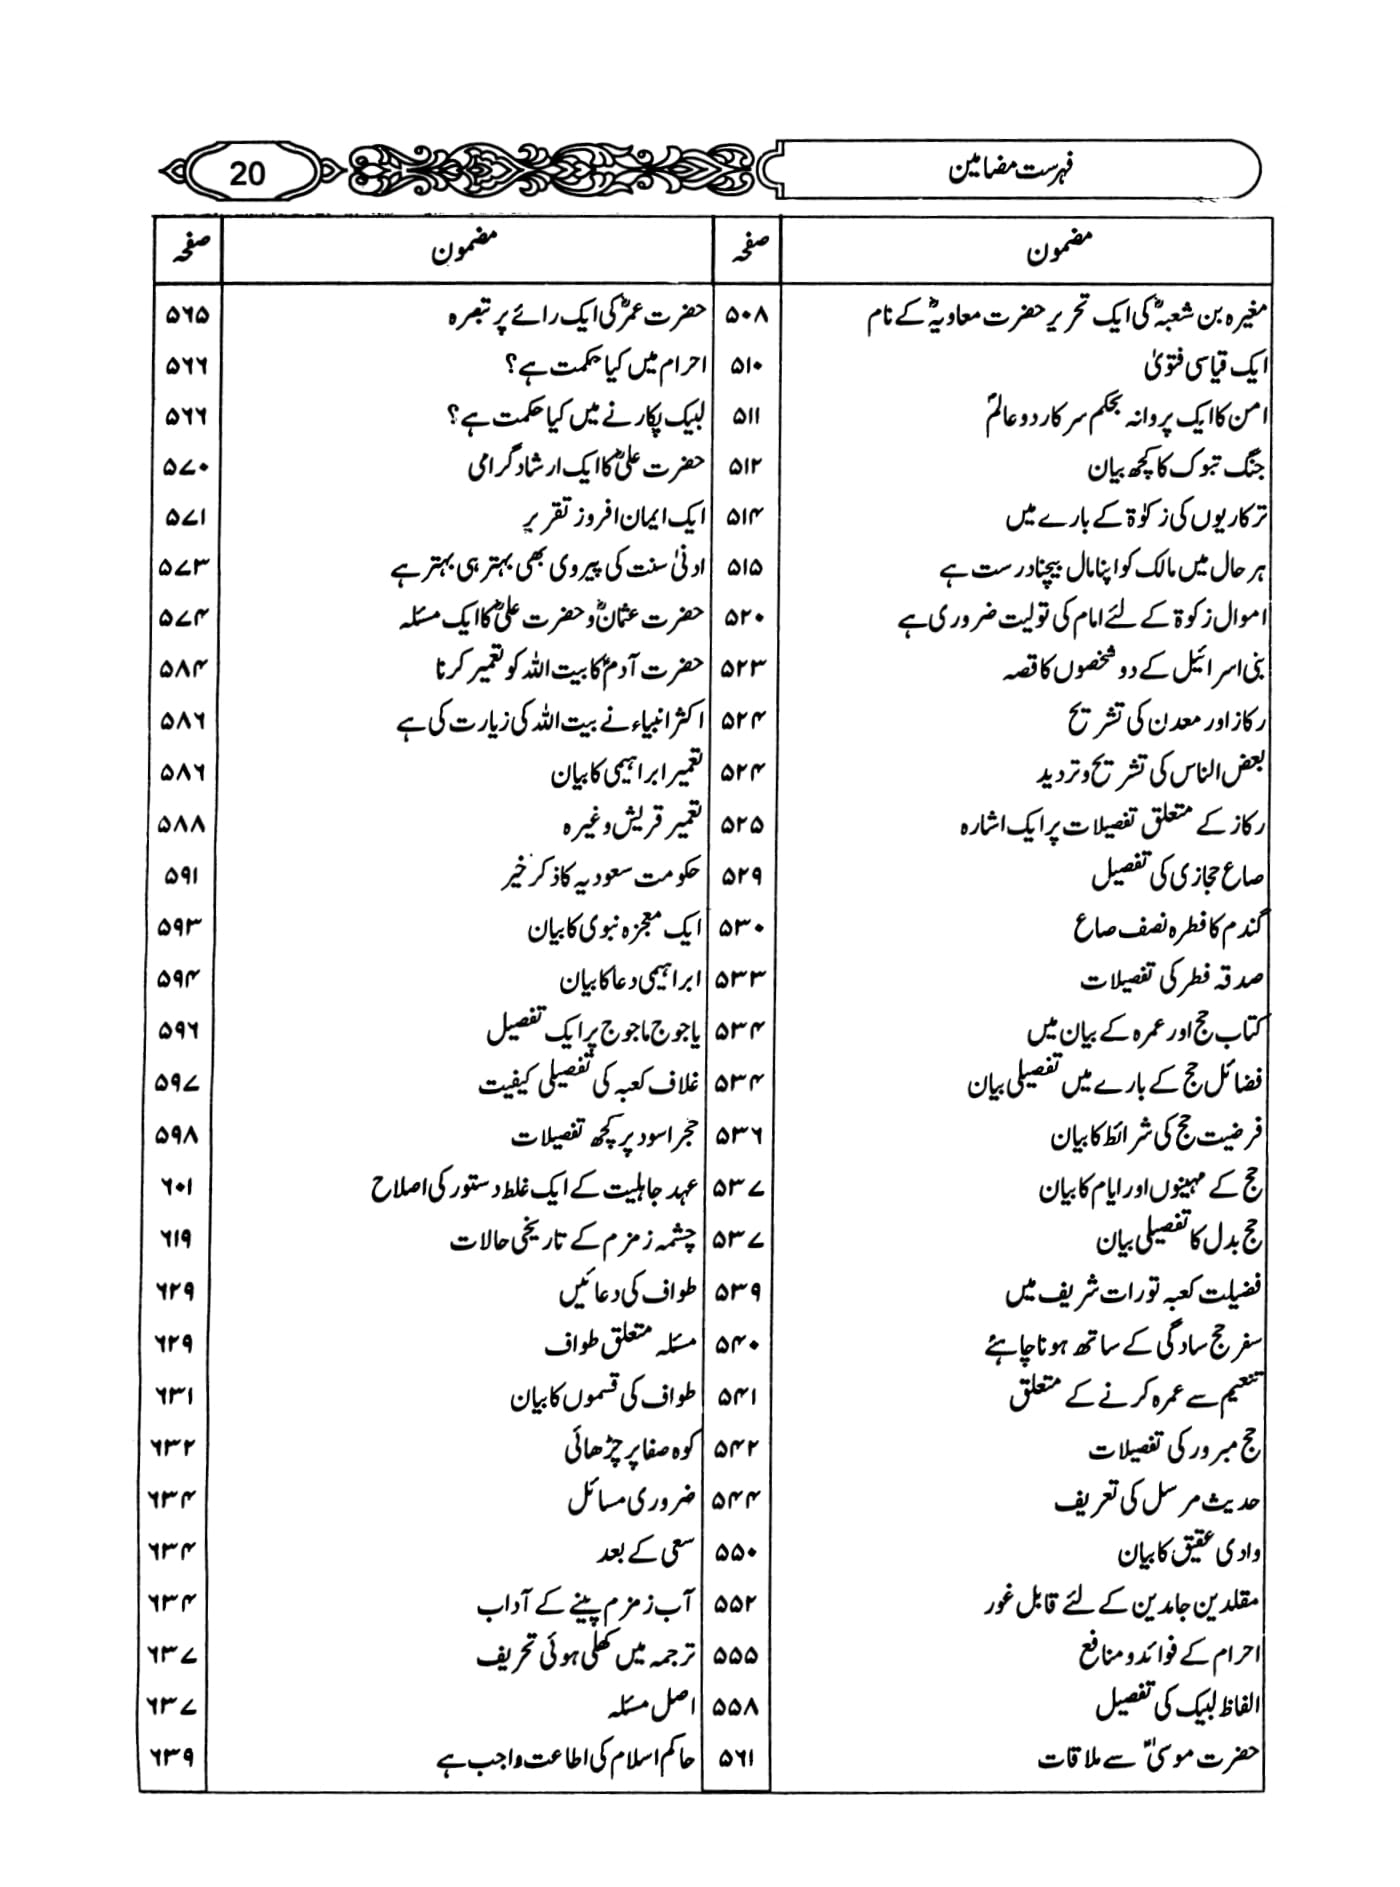 فہرست مضامین 20
مضمون صفحہ مضمون صفحہ
مغیرہ بن شعبہؓ کی ایک تحریر حضرت معاویہؓ کے نام ۵۰۸ حضرت عمرؓ کی ایک رائے پر تبصرہ ۵۶۵
ایک قیاسی فتویٰ ۵۱۰ احرام میں کیا حکمت ہے؟ ۵۶۶
امن کا ایک پروانہ بحکم سرکار دو عالمؐ ۵۱۱ لبیک پکارنے میں کیا حکمت ہے؟ ۵۶۶
جنگ تبوک کا کچھ بیان ۵۱۲ حضرت علیؓ کا ایک ارشاد گرامی ۵۷۰
ترکاریوں کی زکوٰۃ کے بارے میں ۵۱۴ ایک ایمان افروز تقریر ۵۷۱
ہر حال میں مالک کو اپنا مال بیچنا درست ہے ۵۱۵ ادنیٰ سنت کی پیروی بھی بہتر ہی بہتر ہے ۵۷۳
اموال زکوۃ کے لئے امام کی تولیت ضروری ہے ۵۲۰ حضرت عثمانؓ و حضرت علیؓ کا ایک مسئلہ ۵۷۴
بنی اسرائیل کے دو شخصوں کا قصہ ۵۲۳ حضرت آدمؑ کا بیت اللہ کو تعمیر کرنا ۵۸۴
رکاز اور معدن کی تشریح ۵۲۴ اکثر انبیاء نے بیت اللہ کی زیارت کی ہے ۵۸۶
بعض الناس کی تشریح و تردید ۵۲۴ تعمیر ابراہیمی کا بیان ۵۸۶
رکاز کے متعلق تفصیلات پر ایک اشارہ ۵۲۵ تعمیر قریش وغیرہ ۵۸۸
صاع حجازی کی تفصیل ۵۲۹ حکومت سعودیہ کا ذکر خیر ۵۹۱
گندم کا فطرہ نصف صاع ۵۳۰ ایک معجزہ نبوی کا بیان ۵۹۳
صدقہ فطر کی تفصیلات ۵۳۳ ابراہیمی دعا کا بیان ۵۹۴
کتاب حج اور عمرہ کے بیان میں ۵۳۴ یاجوج ماجوج پر ایک تفصیل ۵۹۶
فضائل حج کے بارے میں تفصیلی بیان ۵۳۴ غلاف کعبہ کی تفصیلی کیفیت ۵۹۷
فرضیت حج کی شرائط کا بیان ۵۳۶ حجر اسود پر کچھ تفصیلات ۵۹۸
حج کے مہینوں اور ایام کا بیان ۵۳۷ عہد جاہلیت کے ایک غلط دستور کی اصلاح ۶۰۱
حج بدل کا تفصیلی بیان ۵۳۷ چشمہ زمزم کے تاریخی حالات ۶۱۹
فضیلت کعبہ تورات شریف میں ۵۳۹ طواف کی دعائیں ۶۲۹
سفر حج سادگی کے ساتھ ہونا چاہئے ۵۴۰ مسئلہ متعلق طواف ۶۲۹
تنعیم سے عمرہ کرنے کے متعلق ۵۴۱ طواف کی قسموں کا بیان ۶۳۱
حج مبرور کی تفصیلات ۵۴۲ کوہ صفا پر چڑھائی ۶۳۲
حدیث مرسل کی تعریف ۵۴۴ ضروری مسائل ۶۳۴
وادی عقیق کا بیان ۵۵۰ سعی کے بعد ۶۳۴
مقلدین جامدین کے لئے قابل غور ۵۵۲ آب زمزم پینے کے آداب ۶۳۴
احرام کے فوائد و منافع ۵۵۵ ترجمہ میں کھلی ہوئی تحریف ۶۳۷
الفاظ لبیک کی تفصیل ۵۵۸ اصل مسئلہ ۶۳۷
حضرت موسیٰؑ سے ملاقات ۵۶۱ حاکم اسلام کی اطاعت واجب ہے ۶۳۹